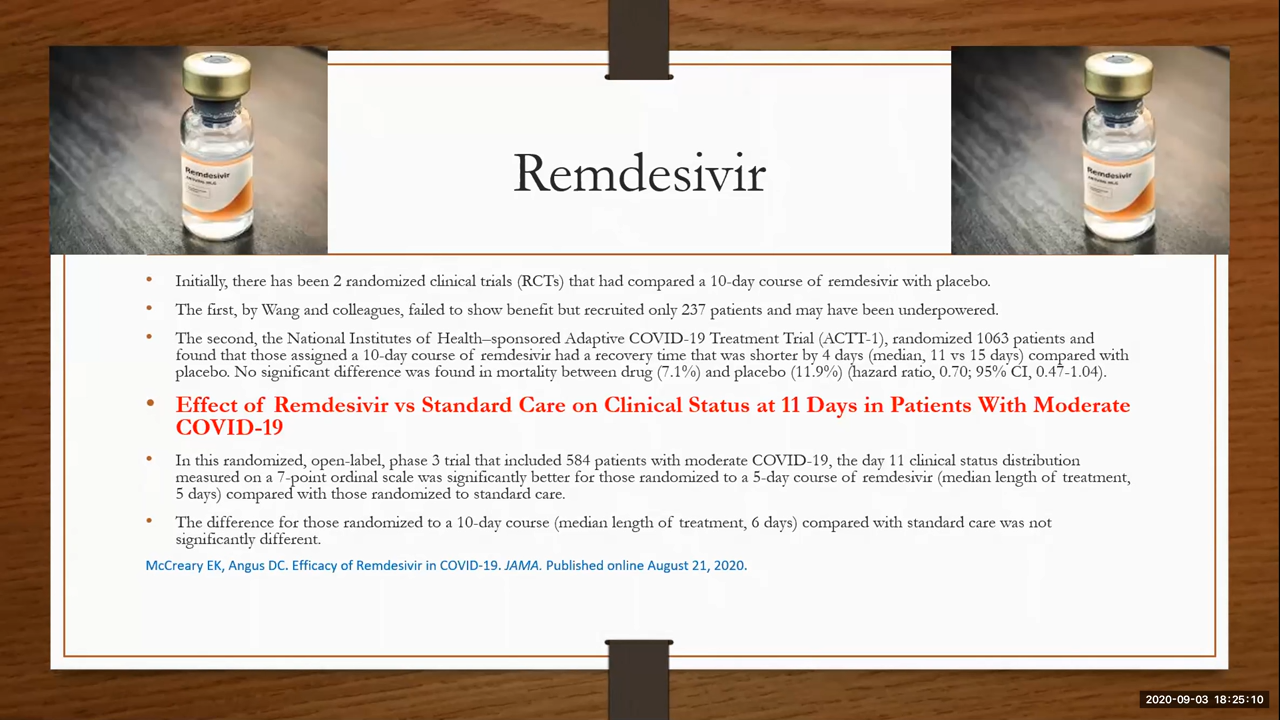 Remdesivir
Remdesivir
Remdesivir
• Initially, there has been 2 randomized clinical trials (RCTs) that had compared a 10-day course of remdesivir with placebo.
• The first, by Wang and colleagues, failed to show benefit but recruited only 237 patients and may have been underpowered.
• The second, the National Institutes of Health–sponsored Adaptive COVID-19 Treatment Trial (ACTT-1), randomized 1063 patients and
found that those assigned a 10-day course of remdesivir had a recovery time that was shorter by 4 days (median, 11 vs 15 days) compared with
placebo. No significant difference was found in mortality between drug (7.1%) and placebo (11.9%) (hazard ratio, 0.70; 95% CI, 0.47-1.04).
• Effect of Remdesivir vs Standard Care on Clinical Status at 11 Days in Patients With Moderate
COVID-19
• In this randomized, open-label, phase 3 trial that included 584 patients with moderate COVID-19, the day 11 clinical status distribution
measured on a 7-point ordinal scale was significantly better for those randomized to a 5-day course of remdesivir (median length of treatment,
5 days) compared with those randomized to standard care.
• The difference for those randomized to a 10-day course (median length of treatment, 6 days) compared with standard care was not
significantly different.
McCreary EK, Angus DC. Efficacy of Remdesivir in COVID-19. JAMA. Published online August 21, 2020.
2020-09-03 18:25:10